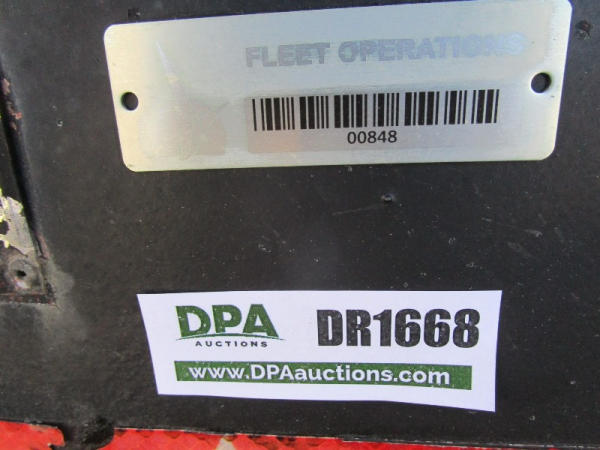 FLEET OPERATIONS
00848
DPA
AUCTIONS
DR1668
www.DPAauctions.com